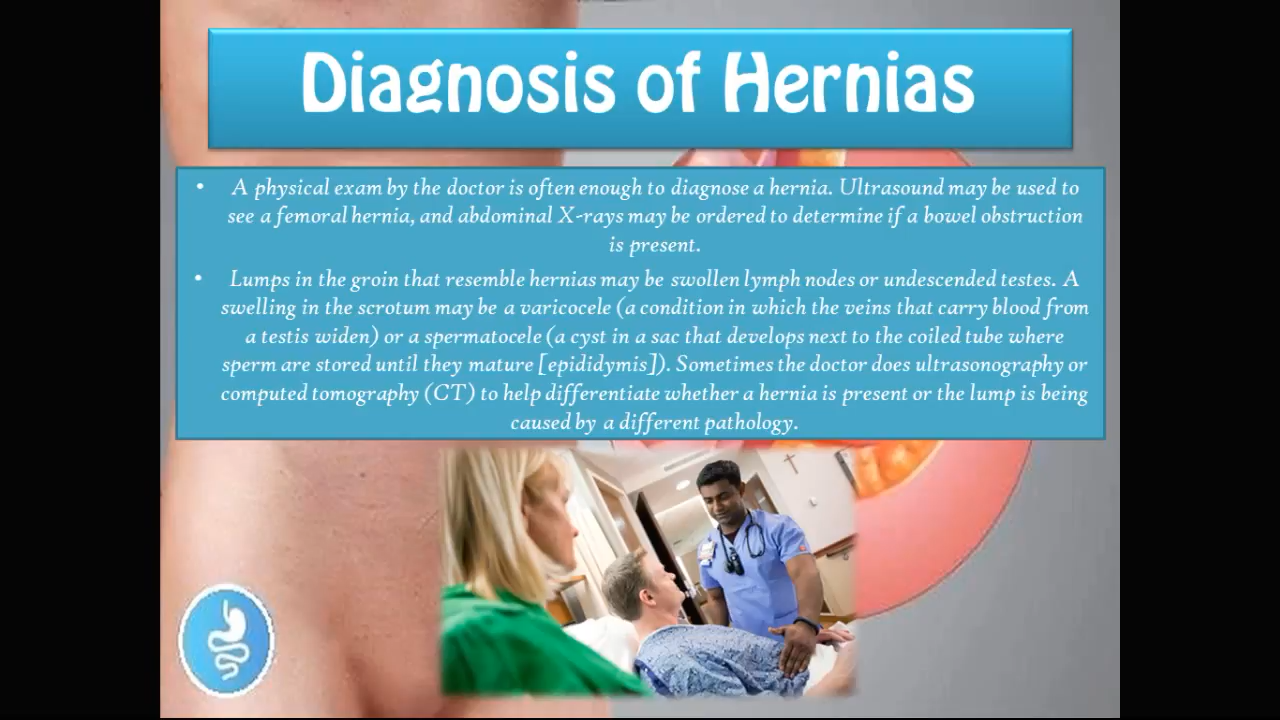 Diagnosis of Hernias
• A physical exam by the doctor is often enough to diagnose a hernia. Ultrasound may be used to
see a femoral hernia, and abdominal X-rays may be ordered to determine if a bowel obstruction
is present.
• Lumps in the groin that resemble hernias may be swollen lymph nodes or undescended testes. A
swelling in the scrotum may be a varicocele (a condition in which the veins that carry blood from
a testis widen) or a spermatocele (a cyst in a sac that develops next to the coiled tube where
sperm are stored until they mature [epididymis]). Sometimes the doctor does ultrasonography or
computed tomography (CT) to help differentiate whether a hernia is present or the lump is being
caused by a different pathology.